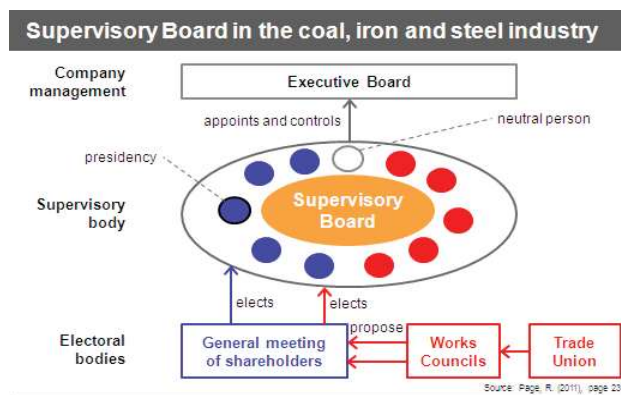 Supervisory Board in the coal, iron and steel industry
Company
management
Executive Board
appoints and controls
neutral person
presidency
Supervisory
body
Supervisory
Board
elects
elects
propose
Electoral
bodies
General meeting
of shareholders
Works
Councils
Trade
Union
Source: Page, R. (2011), page 23